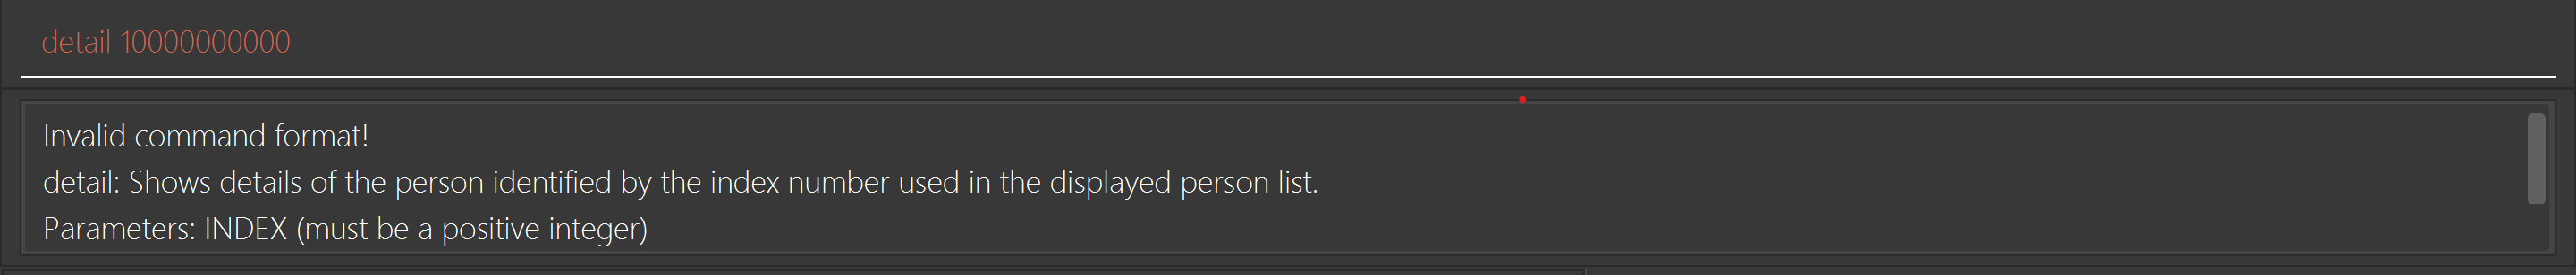 detail 10000000000
Invalid command format!
detail: Shows details of the person identified by the index number used in the displayed person list.
Parameters: INDEX (must be a positive integer)